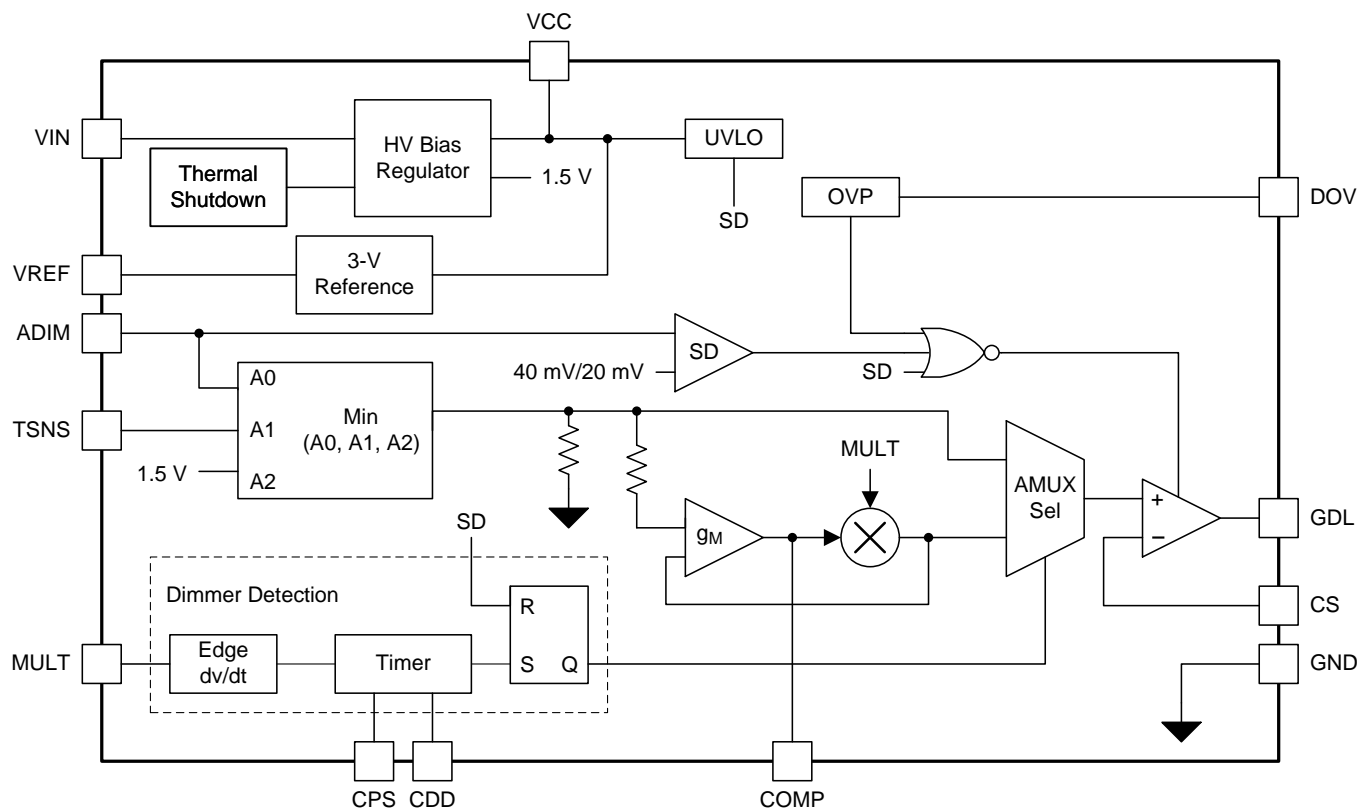 VCC
VIN
HV Bias
Regulator
UVLO
Thermal
Shutdown
1.5 V
SD
OVP
DOV
VREF
3-V
Reference
ADIM
SD
40 mV/20 mV
SD
A0
TSNS
A1
Min
(A0, A1, A2)
1.5 V
A2
MULT
AMUX
Sel
+
−
GDL
gM
SD
Dimmer Detection
R
CS
MULT
Edge
dv/dt
Timer
S
Q
GND
CPS
CDD
COMP